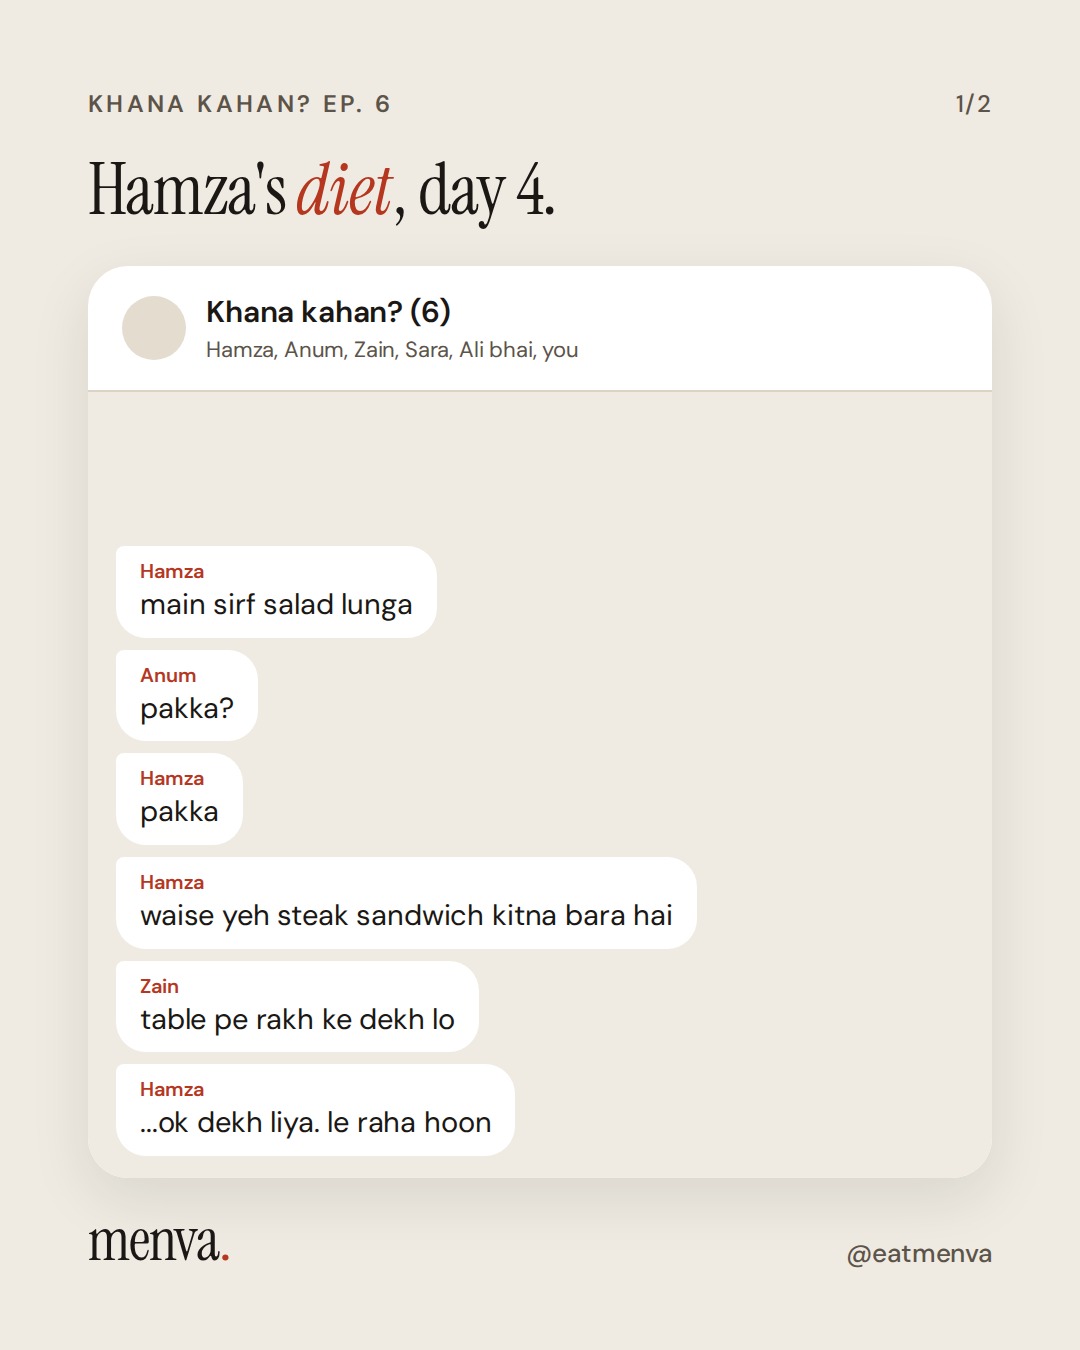 KHANA KAHAN? EP. 6
1/2
Hamza's diet, day 4.
Khana kahan? (6)
Hamza, Anum, Zain, Sara, Ali bhai, you
Hamza
main sirf salad lunga
Anum
pakka?
Hamza
pakka
Hamza
waise yeh steak sandwich kitna bara hai
Zain
table pe rakh ke dekh lo
Hamza
...ok dekh liya. le raha hoon
menva.
@eatmenva